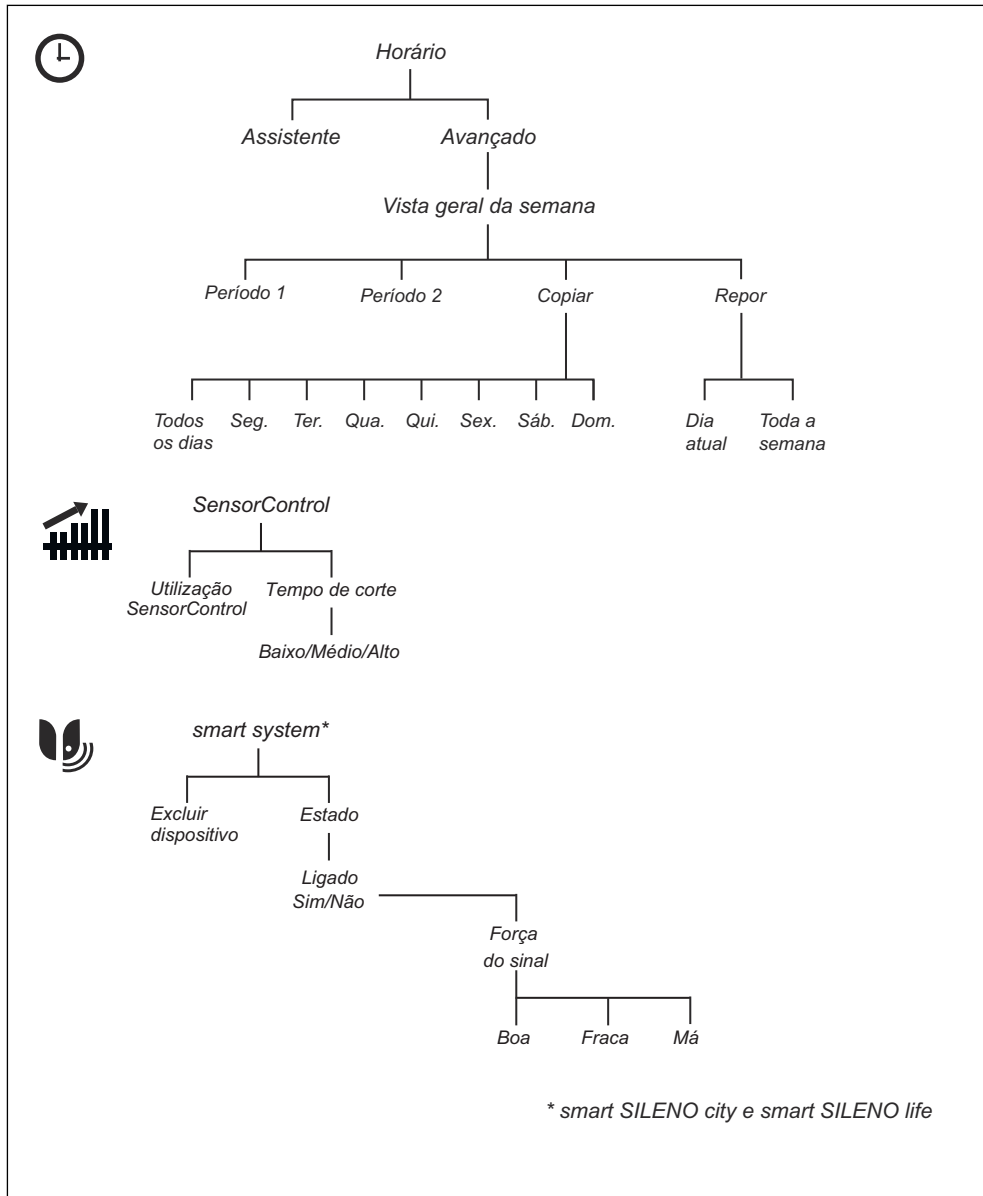 Horário
Assistente Avançado
Vista geral da semana
Período 1 Período 2 Copiar Repor
Todos os dias Seg. Ter. Qua. Qui. Sex. Sáb. Dom. Dia atual Toda a semana
SensorControl
Utilização SensorControl Tempo de corte
Baixo/Médio/Alto
smart system*
Excluir dispositivo Estado
Ligado
Sim/Não
Força
do sinal
Boa Fraca Má
* smart SILENO city e smart SILENO life